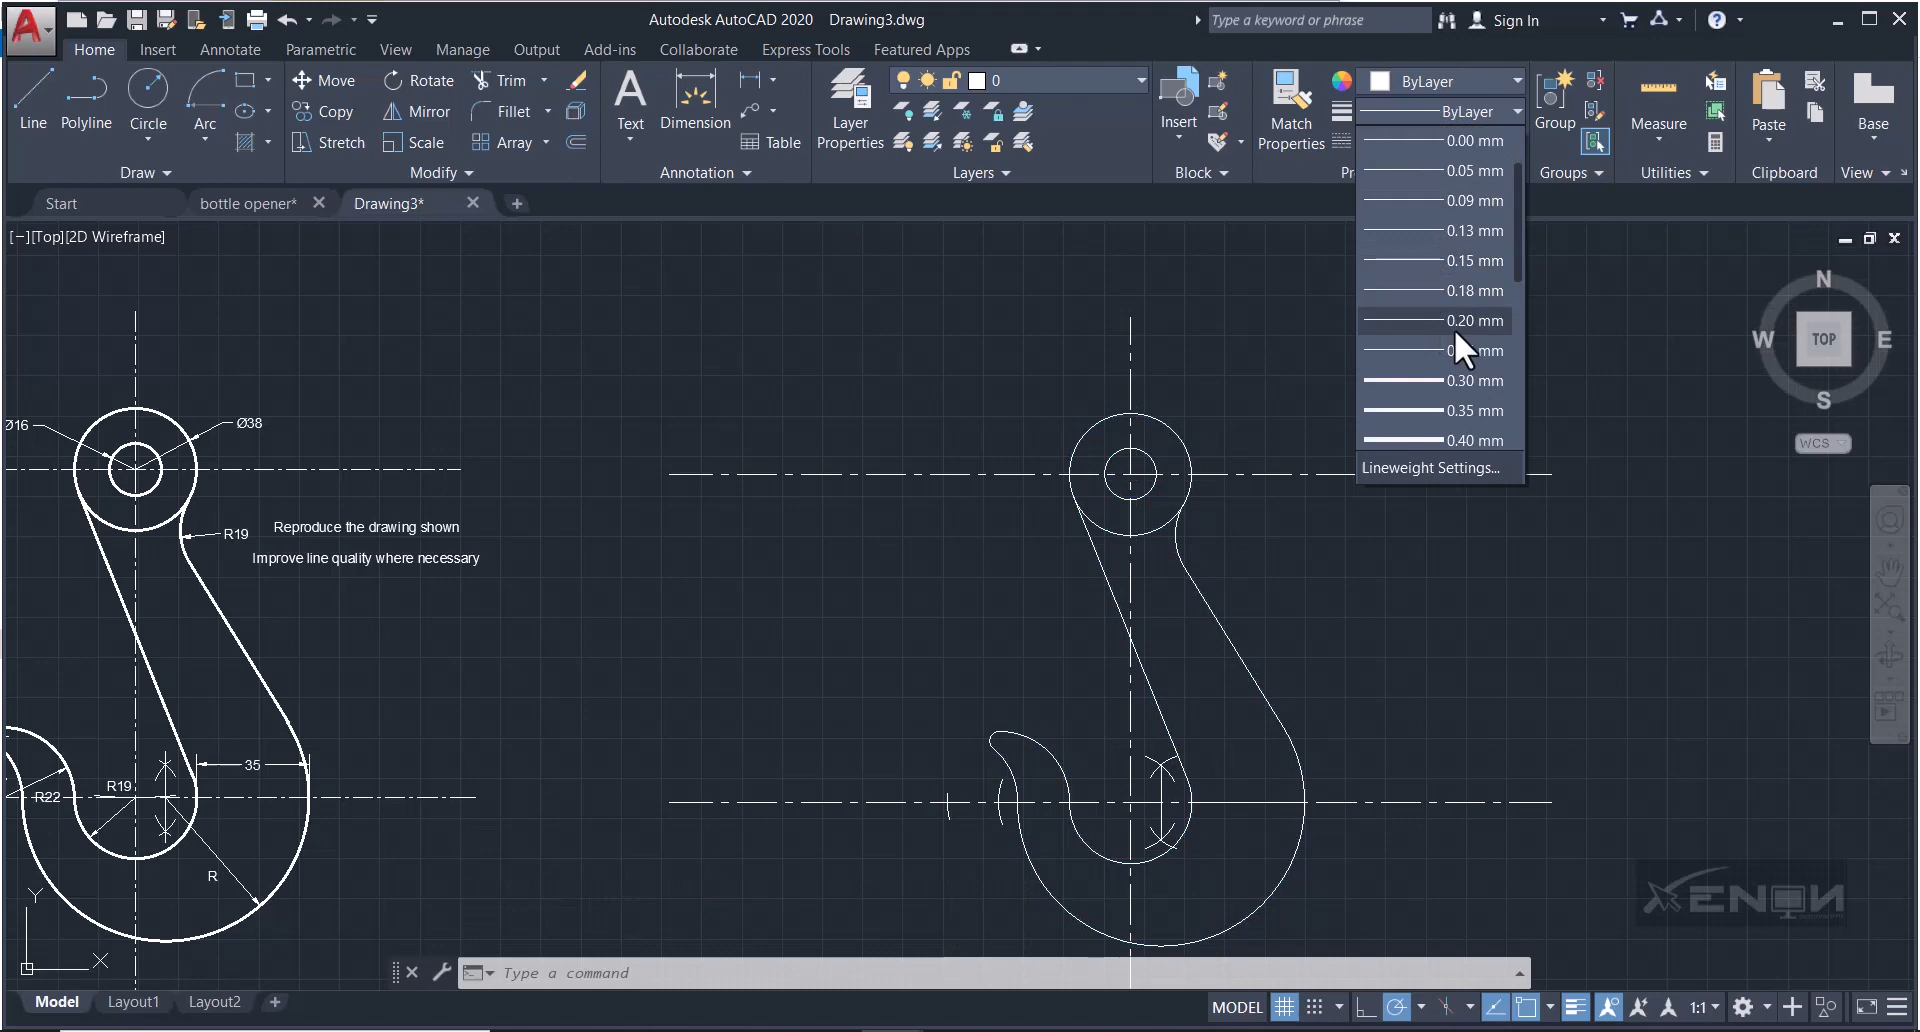 Autodesk AutoCAD 2020 Drawing3.dwg
Type a keyword or phrase
Sign In
Home Insert Annotate Parametric View Manage Output Add-ins Collaborate Express Tools Featured Apps
Line Polyline Circle Arc
Move Rotate Trim
Copy Mirror Fillet
Stretch Scale Array
Text Dimension
Table
Layer Properties
0
Insert
Match Properties
ByLayer
ByLayer
Group
Measure
Paste
Base
Draw Modify Annotation Layers Block Groups Utilities Clipboard View
Start bottle opener* Drawing3*
[−][Top][2D Wireframe]
0.00 mm
0.05 mm
0.09 mm
0.13 mm
0.15 mm
0.18 mm
0.20 mm
mm
0.30 mm
0.35 mm
0.40 mm
Lineweight Settings...
N
W TOP E
S
WCS
Ø16
Ø38
R19
Reproduce the drawing shown
Improve line quality where necessary
35
R19
R22
R
Y
X
XENON
Type a command
Model Layout1 Layout2
MODEL
1:1